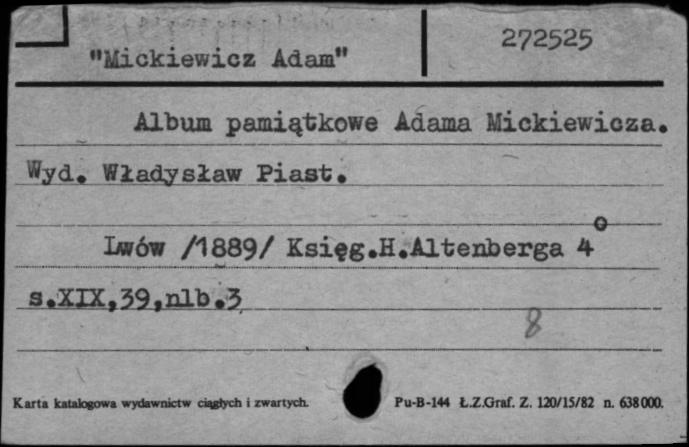 "Mickiewicz Adam" 272525
Album pamiątkowe Adama Mickiewicza.
Wyd. Władysław Piast.
Lwów /1889/ Księg.H.Altenberga 4°
s.XIX,39,nlb.3
8
Karta katalogowa wydawnictw ciągłych i zwartych. Pu-B-144 Ł.Z.Graf. Z. 120/15/82 n. 638000.